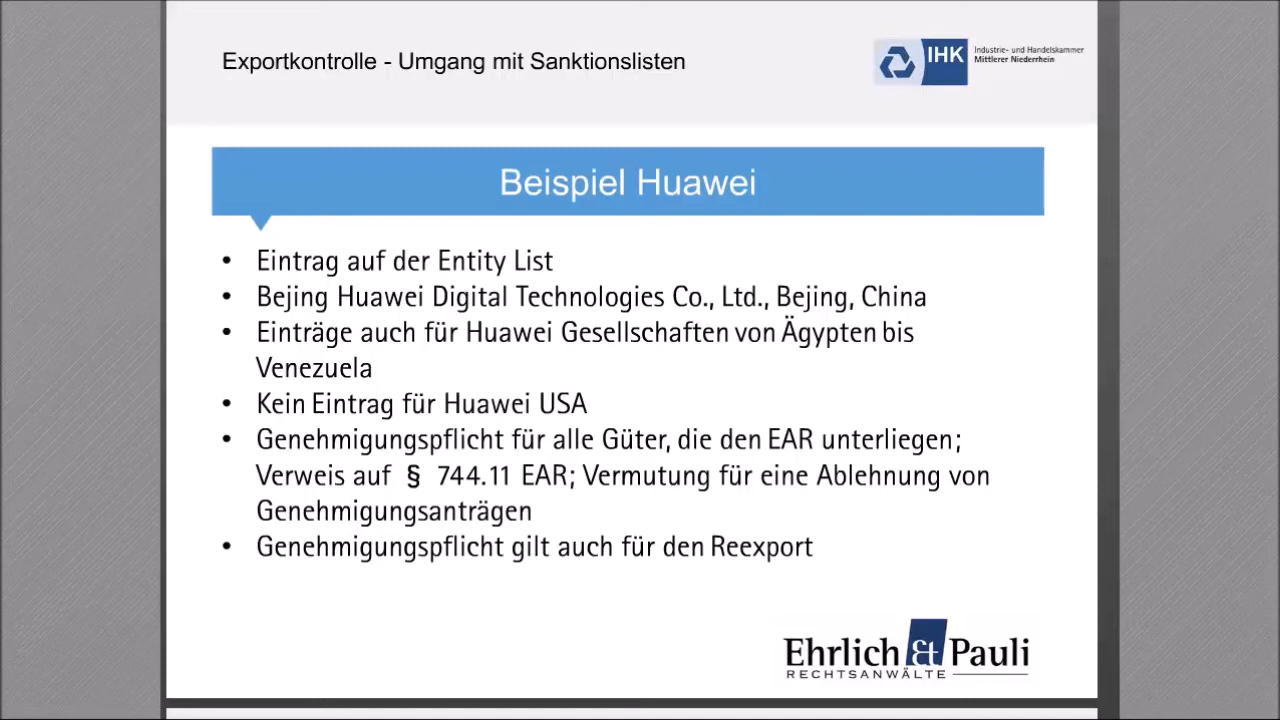 Exportkontrolle - Umgang mit Sanktionslisten
IHK
Industrie- und Handelskammer
Mittlerer Niederrhein
Beispiel Huawei
• Eintrag auf der Entity List
• Bejing Huawei Digital Technologies Co., Ltd., Bejing, China
• Einträge auch für Huawei Gesellschaften von Ägypten bis
Venezuela
• Kein Eintrag für Huawei USA
• Genehmigungspflicht für alle Güter, die den EAR unterliegen;
Verweis auf § 744.11 EAR; Vermutung für eine Ablehnung von
Genehmigungsanträgen
• Genehmigungspflicht gilt auch für den Reexport
Ehrlich et Pauli
RECHTSANWÄLTE